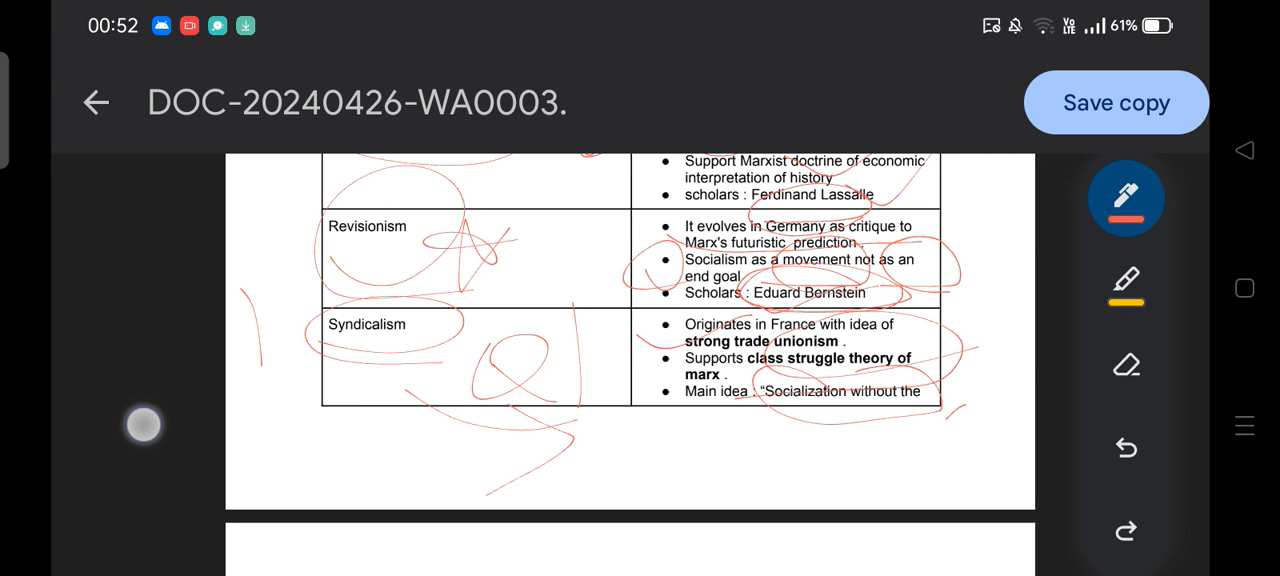 00:52
VO LTE 61%
DOC-20240426-WA0003.
Save copy
● Support Marxist doctrine of economic
interpretation of history
● scholars : Ferdinand Lassalle
Revisionism
● It evolves in Germany as critique to
Marx's futuristic prediction .
● Socialism as a movement not as an
end goal
● Scholars : Eduard Bernstein
Syndicalism
● Originates in France with idea of
strong trade unionism .
● Supports class struggle theory of
marx .
● Main idea : “Socialization without the